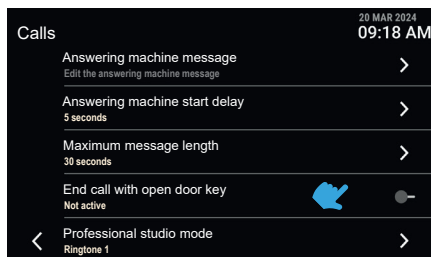 20 MAR 2024
Calls
09:18 AM
Answering machine message
Edit the answering machine message
Answering machine start delay
5 seconds
Maximum message length
30 seconds
End call with open door key
Not active
Professional studio mode
Ringtone 1